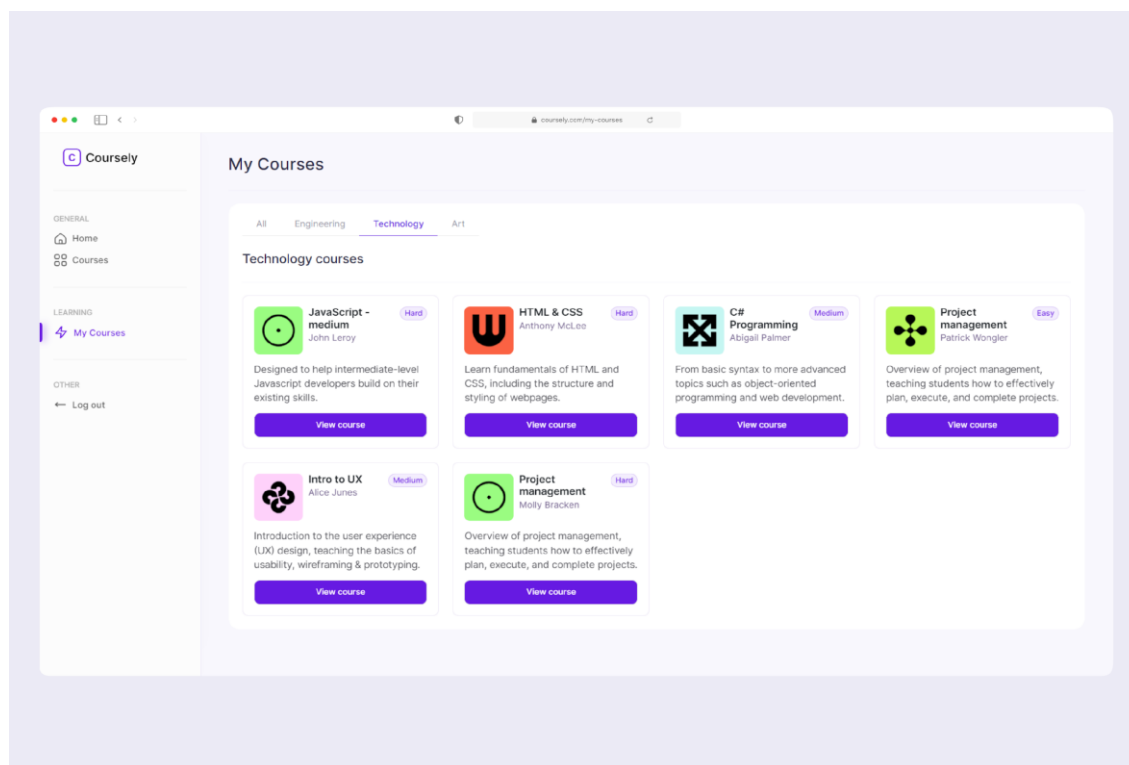 coursely.com/my-courses
C Coursely
My Courses
GENERAL
Home
Courses
LEARNING
My Courses
OTHER
Log out
All Engineering Technology Art
Technology courses
JavaScript -
medium
Hard
John Leroy
Designed to help intermediate-level
Javascript developers build on their
existing skills.
View course
HTML & CSS
Hard
Anthony McLee
Learn fundamentals of HTML and
CSS, including the structure and
styling of webpages.
View course
C#
Programming
Medium
Abigail Palmer
From basic syntax to more advanced
topics such as object-oriented
programming and web development.
View course
Project
management
Easy
Patrick Wongler
Overview of project management,
teaching students how to effectively
plan, execute, and complete projects.
View course
Intro to UX
Medium
Alice Junes
Introduction to the user experience
(UX) design, teaching the basics of
usability, wireframing & prototyping.
View course
Project
management
Hard
Molly Bracken
Overview of project management,
teaching students how to effectively
plan, execute, and complete projects.
View course